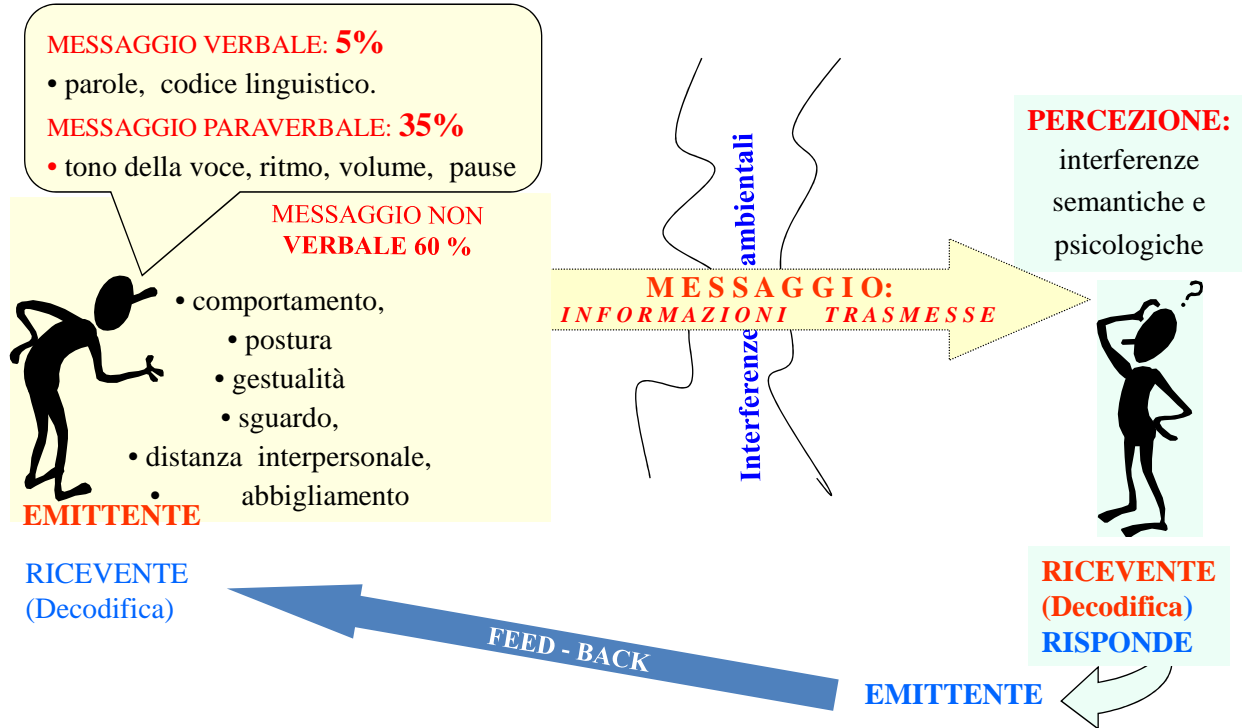 MESSAGGIO VERBALE: 5%
• parole, codice linguistico.
MESSAGGIO PARAVERBALE: 35%
• tono della voce, ritmo, volume, pause
MESSAGGIO NON
VERBALE 60 %
• comportamento,
• postura
• gestualità
• sguardo,
• distanza interpersonale,
• abbigliamento
EMITTENTE
RICEVENTE
(Decodifica)
Interferenze ambientali
MESSAGGIO:
INFORMAZIONI TRASMESSE
PERCEZIONE:
interferenze
semantiche e
psicologiche
?
RICEVENTE
(Decodifica)
RISPONDE
EMITTENTE
FEED - BACK